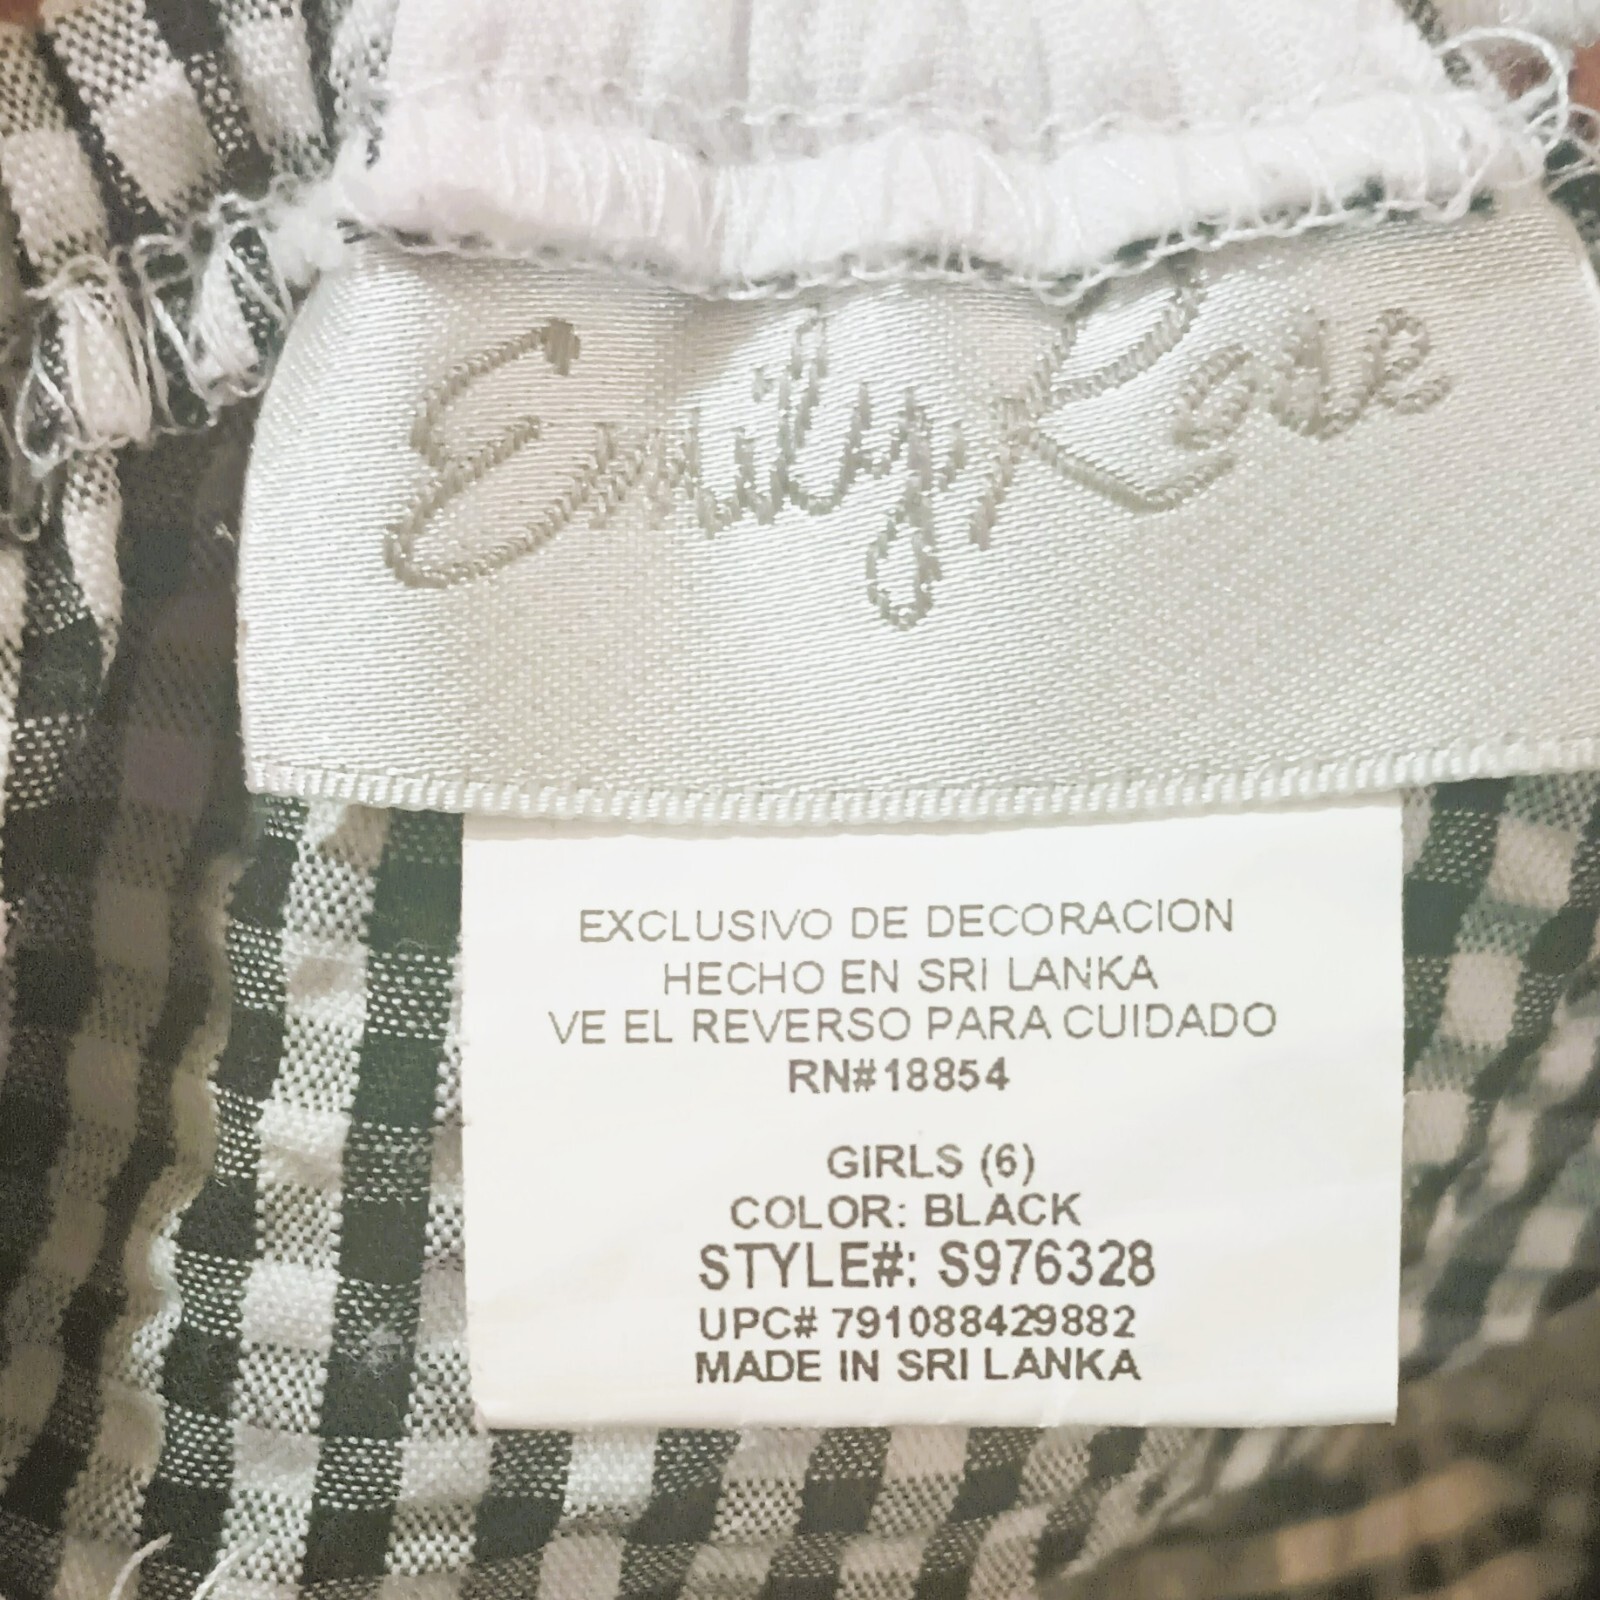 Emily Rose
EXCLUSIVO DE DECORACION
HECHO EN SRI LANKA
VE EL REVERSO PARA CUIDADO
RN#18854
GIRLS (6)
COLOR: BLACK
STYLE#: S976328
UPC# 791088429882
MADE IN SRI LANKA